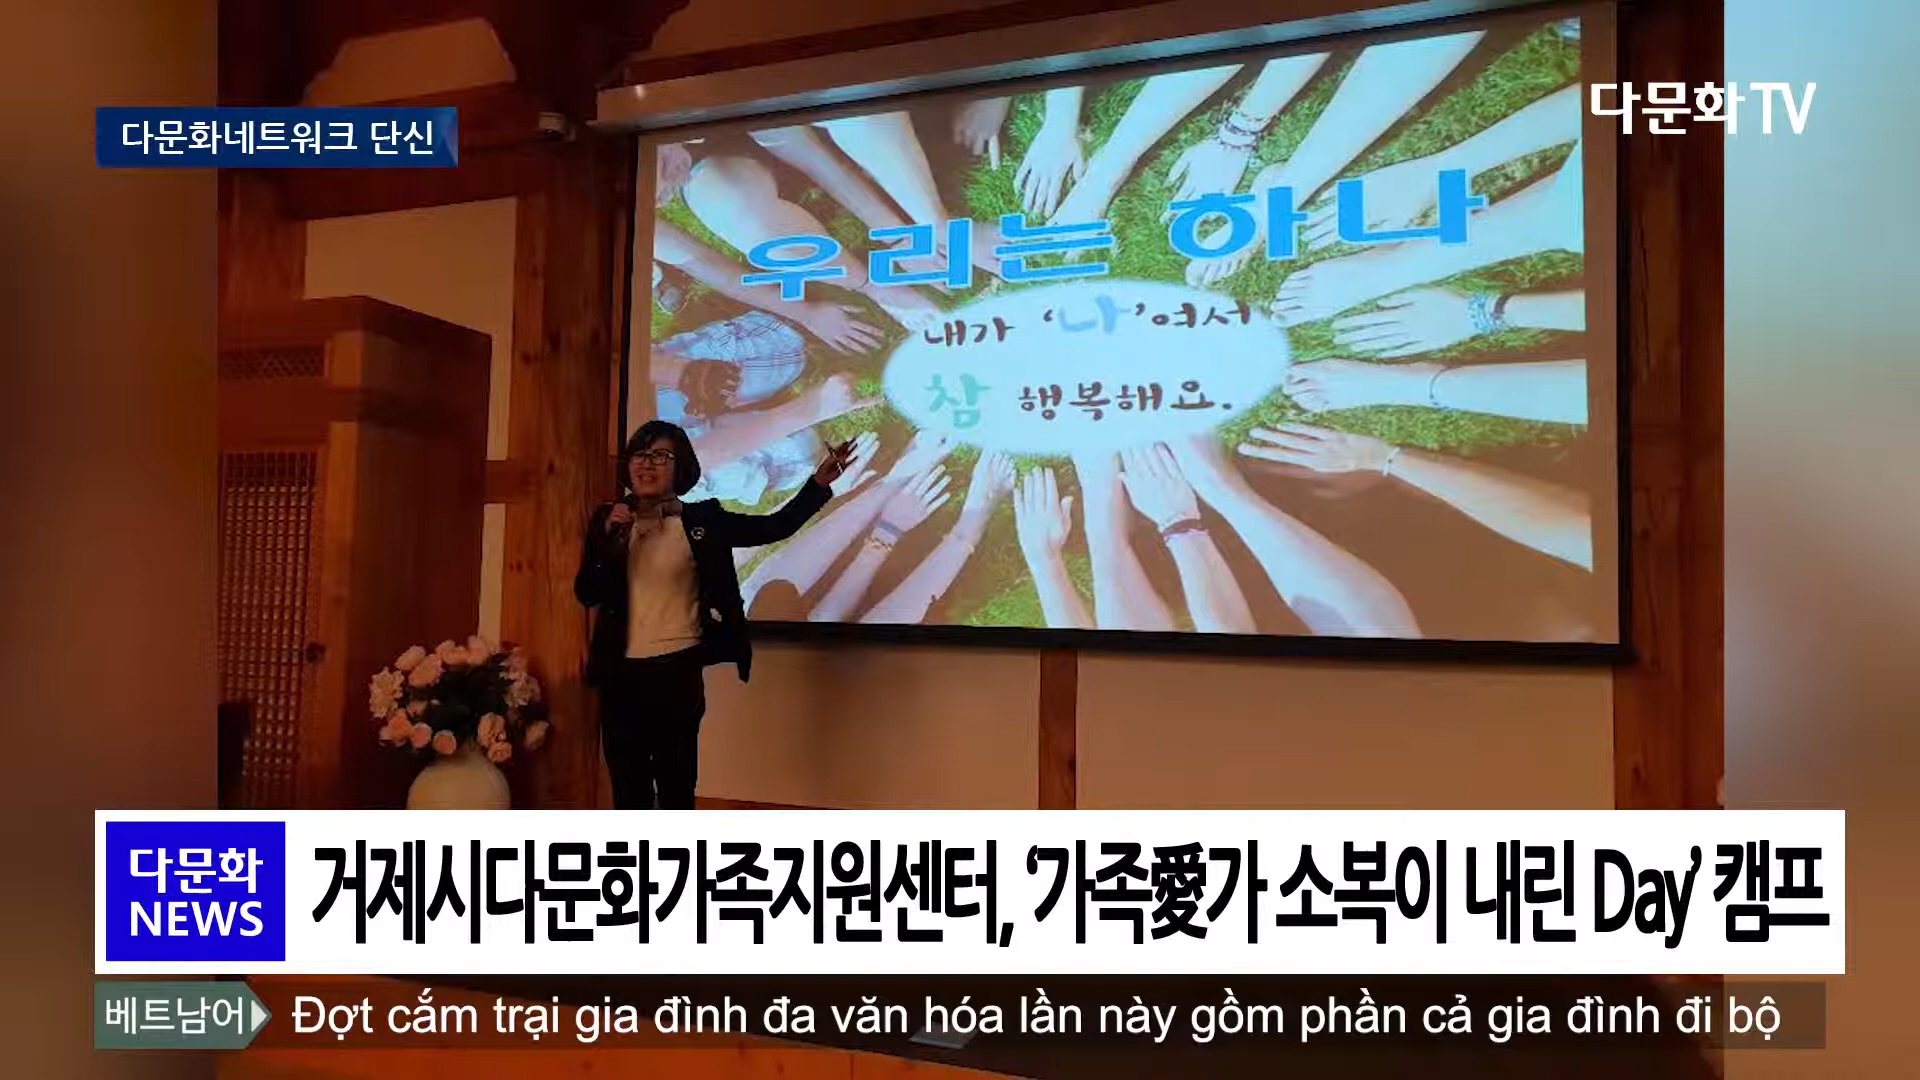 다문화네트워크 단신
다문화TV
우리는 하나
내가 ‘나’여서
참 행복해요.
다문화
NEWS
거제시다문화가족지원센터, ‘가족愛가 소복이 내린 Day’ 캠프
베트남어
Đợt cắm trại gia đình đa văn hóa lần này gồm phần cả gia đình đi bộ